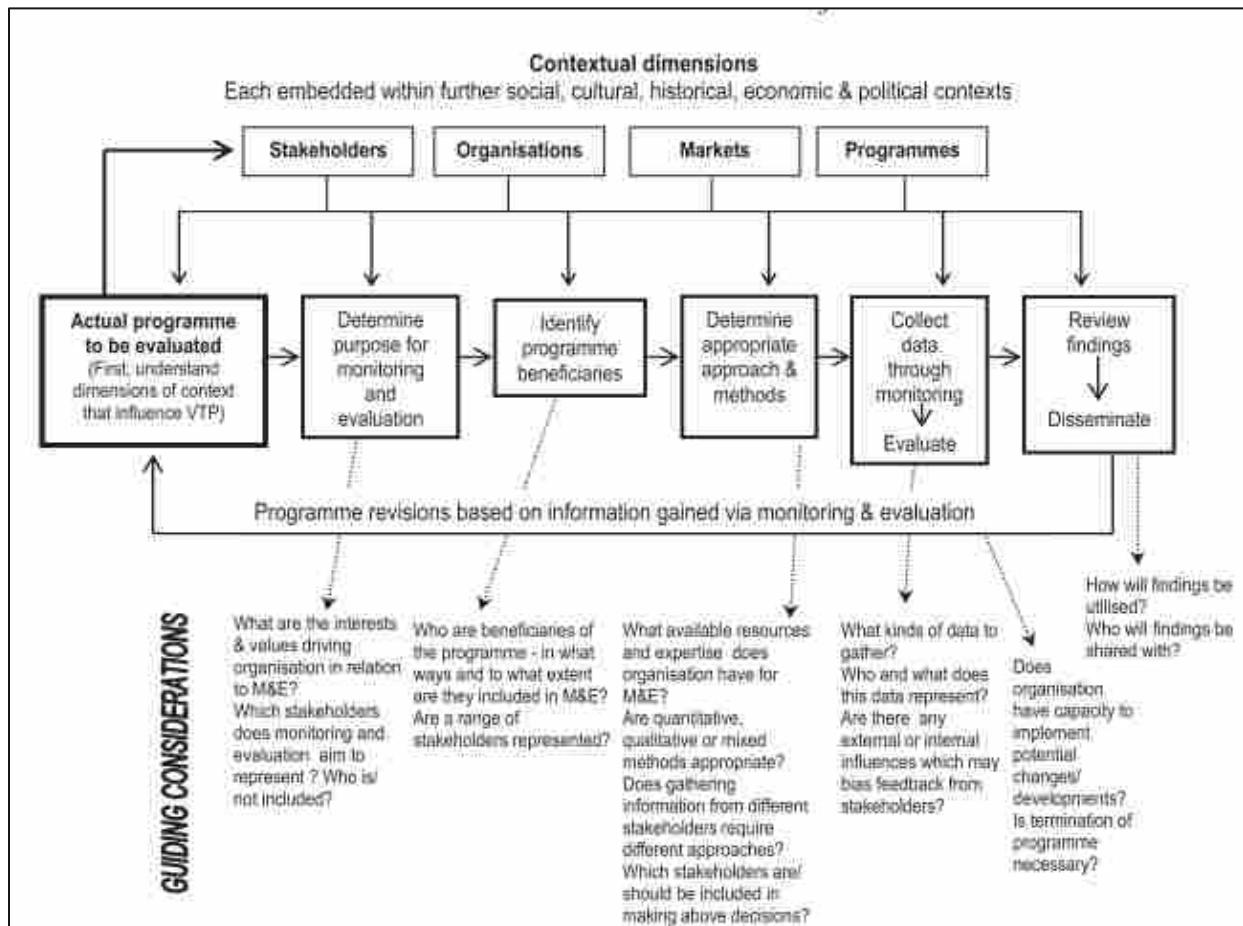 Contextual dimensions
Each embedded within further social, cultural, historical, economic & political contexts
Stakeholders
Organisations
Markets
Programmes
Actual programme
to be evaluated
(First, understand
dimensions of context
that influence VTP)
Determine
purpose for
monitoring
and
evaluation
Identify
programme
beneficiaries
Determine
appropriate
approach &
methods
Collect
data
through
monitoring
Evaluate
Review
findings
Disseminate
Programme revisions based on information gained via monitoring & evaluation
GUIDING CONSIDERATIONS
What are the interests
& values driving
organisation in relation
to M&E?
Which stakeholders
does monitoring and
evaluation aim to
represent ? Who is/
not included?
Who are beneficiaries of
the programme - in what
ways and to what extent
are they included in M&E?
Are a range of
stakeholders represented?
What available resources
and expertise does
organisation have for
M&E?
Are quantitative,
qualitative or mixed
methods appropriate?
Does gathering
information from different
stakeholders require
different approaches?
Which stakeholders are/
should be included in
making above decisions?
What kinds of data to
gather?
Who and what does
this data represent?
Are there any
external or internal
influences which may
bias feedback from
stakeholders?
Does
organisation
have capacity to
implement
potential
changes/
developments?
Is termination of
programme
necessary?
How will findings be
utilised?
Who will findings be
shared with?